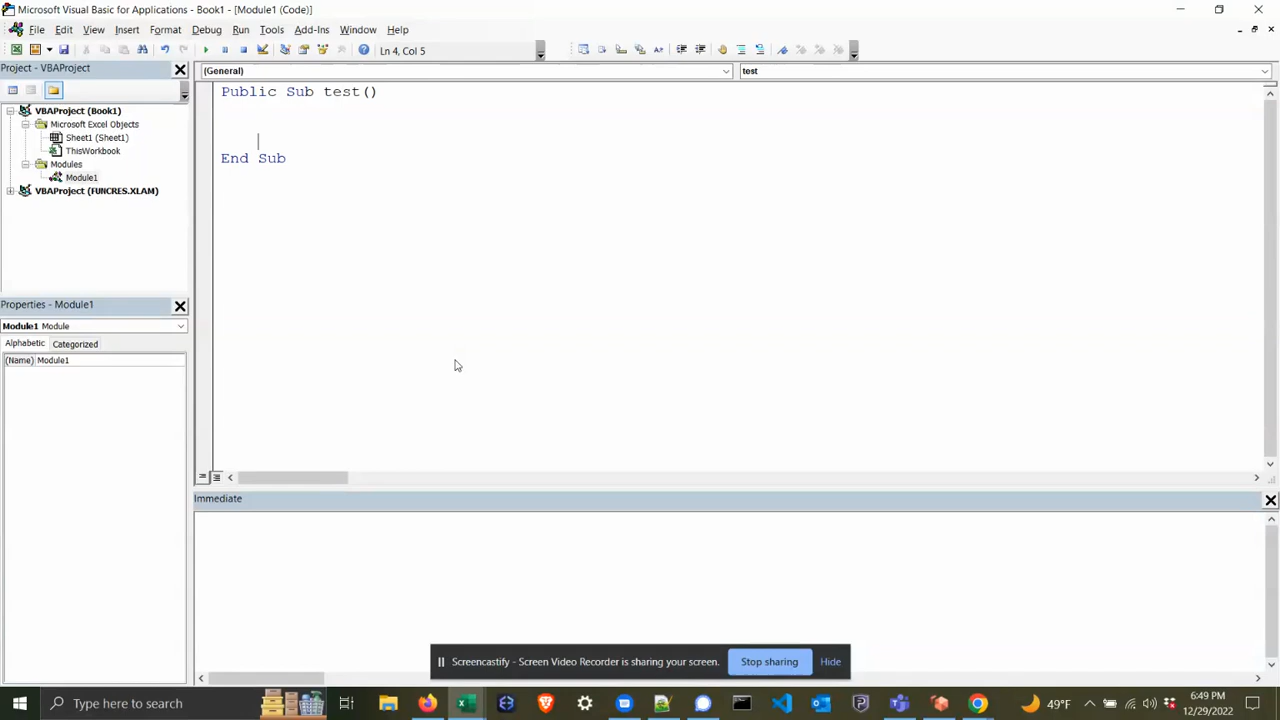 Microsoft Visual Basic for Applications - Book1 - [Module1 (Code)]
File Edit View Insert Format Debug Run Tools Add-Ins Window Help
Ln 4, Col 5
Project - VBAProject
(General)
test
VBAProject (Book1)
Microsoft Excel Objects
Sheet1 (Sheet1)
ThisWorkbook
Modules
Module1
VBAProject (FUNCRES.XLAM)
Public Sub test()
End Sub
Properties - Module1
Module1 Module
Alphabetic Categorized
(Name) Module1
Immediate
Screencastify - Screen Video Recorder is sharing your screen. Stop sharing Hide
Type here to search
49°F
6:49 PM
12/29/2022